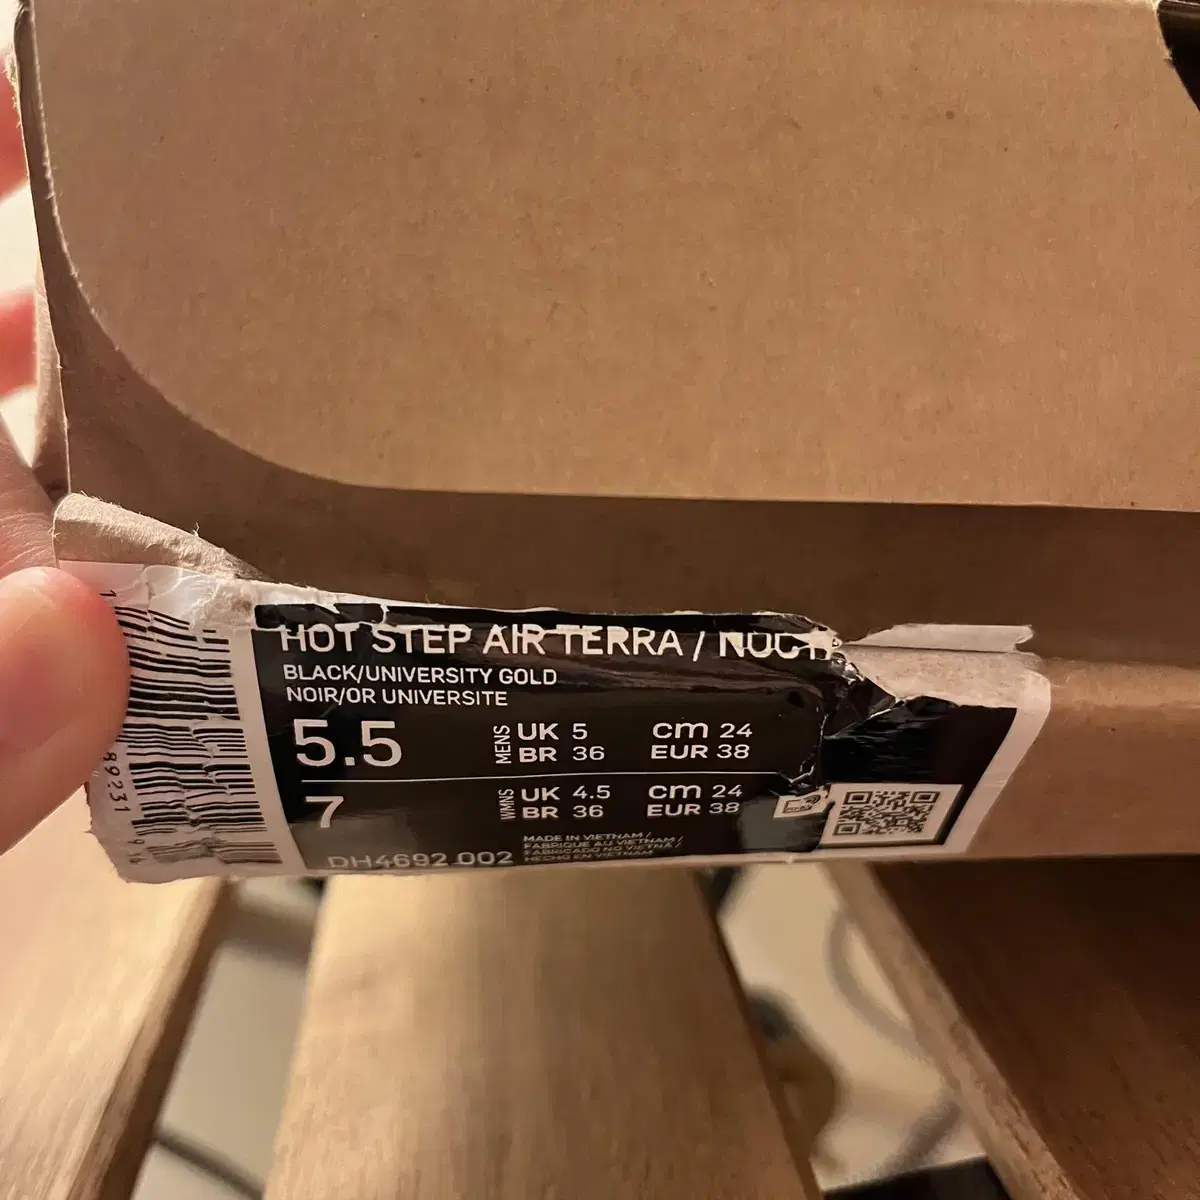 HOT STEP AIR TERRA / NOCT
BLACK/UNIVERSITY GOLD
NOIR/OR UNIVERSITE
5.5 MENS UK 5 cm 24
BR 36 EUR 38
7 WMNS UK 4.5 cm 24
BR 36 EUR 38
MADE IN VIETNAM /
FABRIQUE AU VIETNAM /
FABRICADO NO VIETNÃ /
HECHO EN VIETNAM
DH4692 002